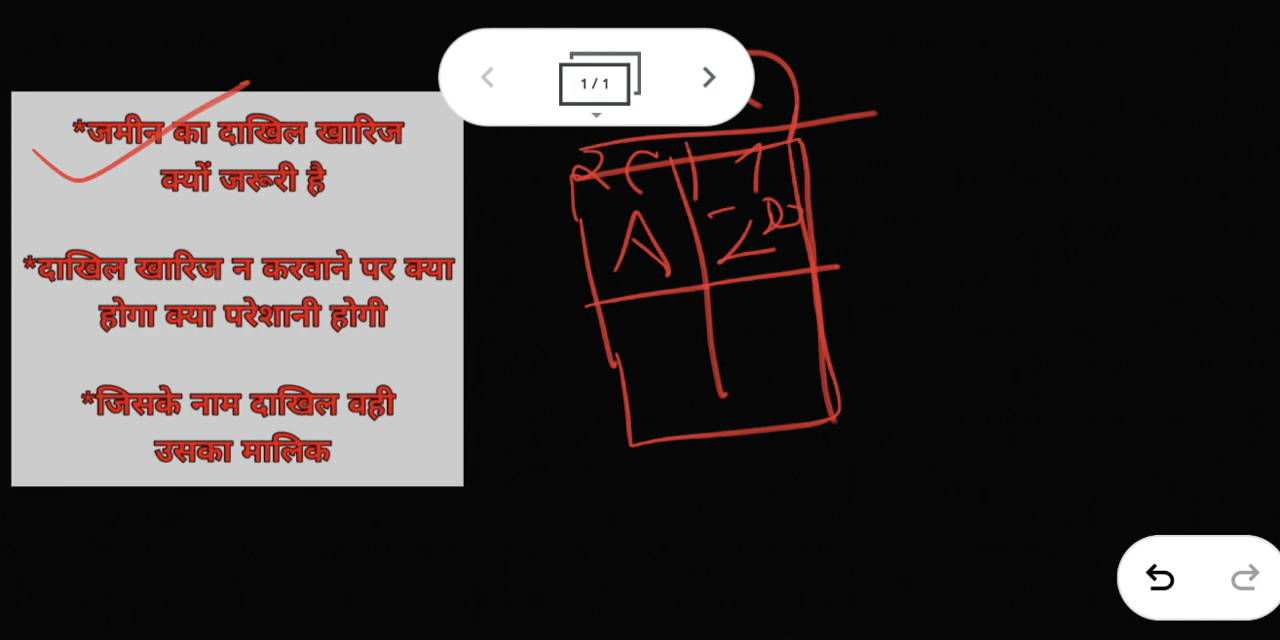 *जमीन का दाखिल खारिज
क्यों जरूरी है
*दाखिल खारिज न करवाने पर क्या
होगा क्या परेशानी होगी
*जिसके नाम दाखिल वही
उसका मालिक
1 / 1
A